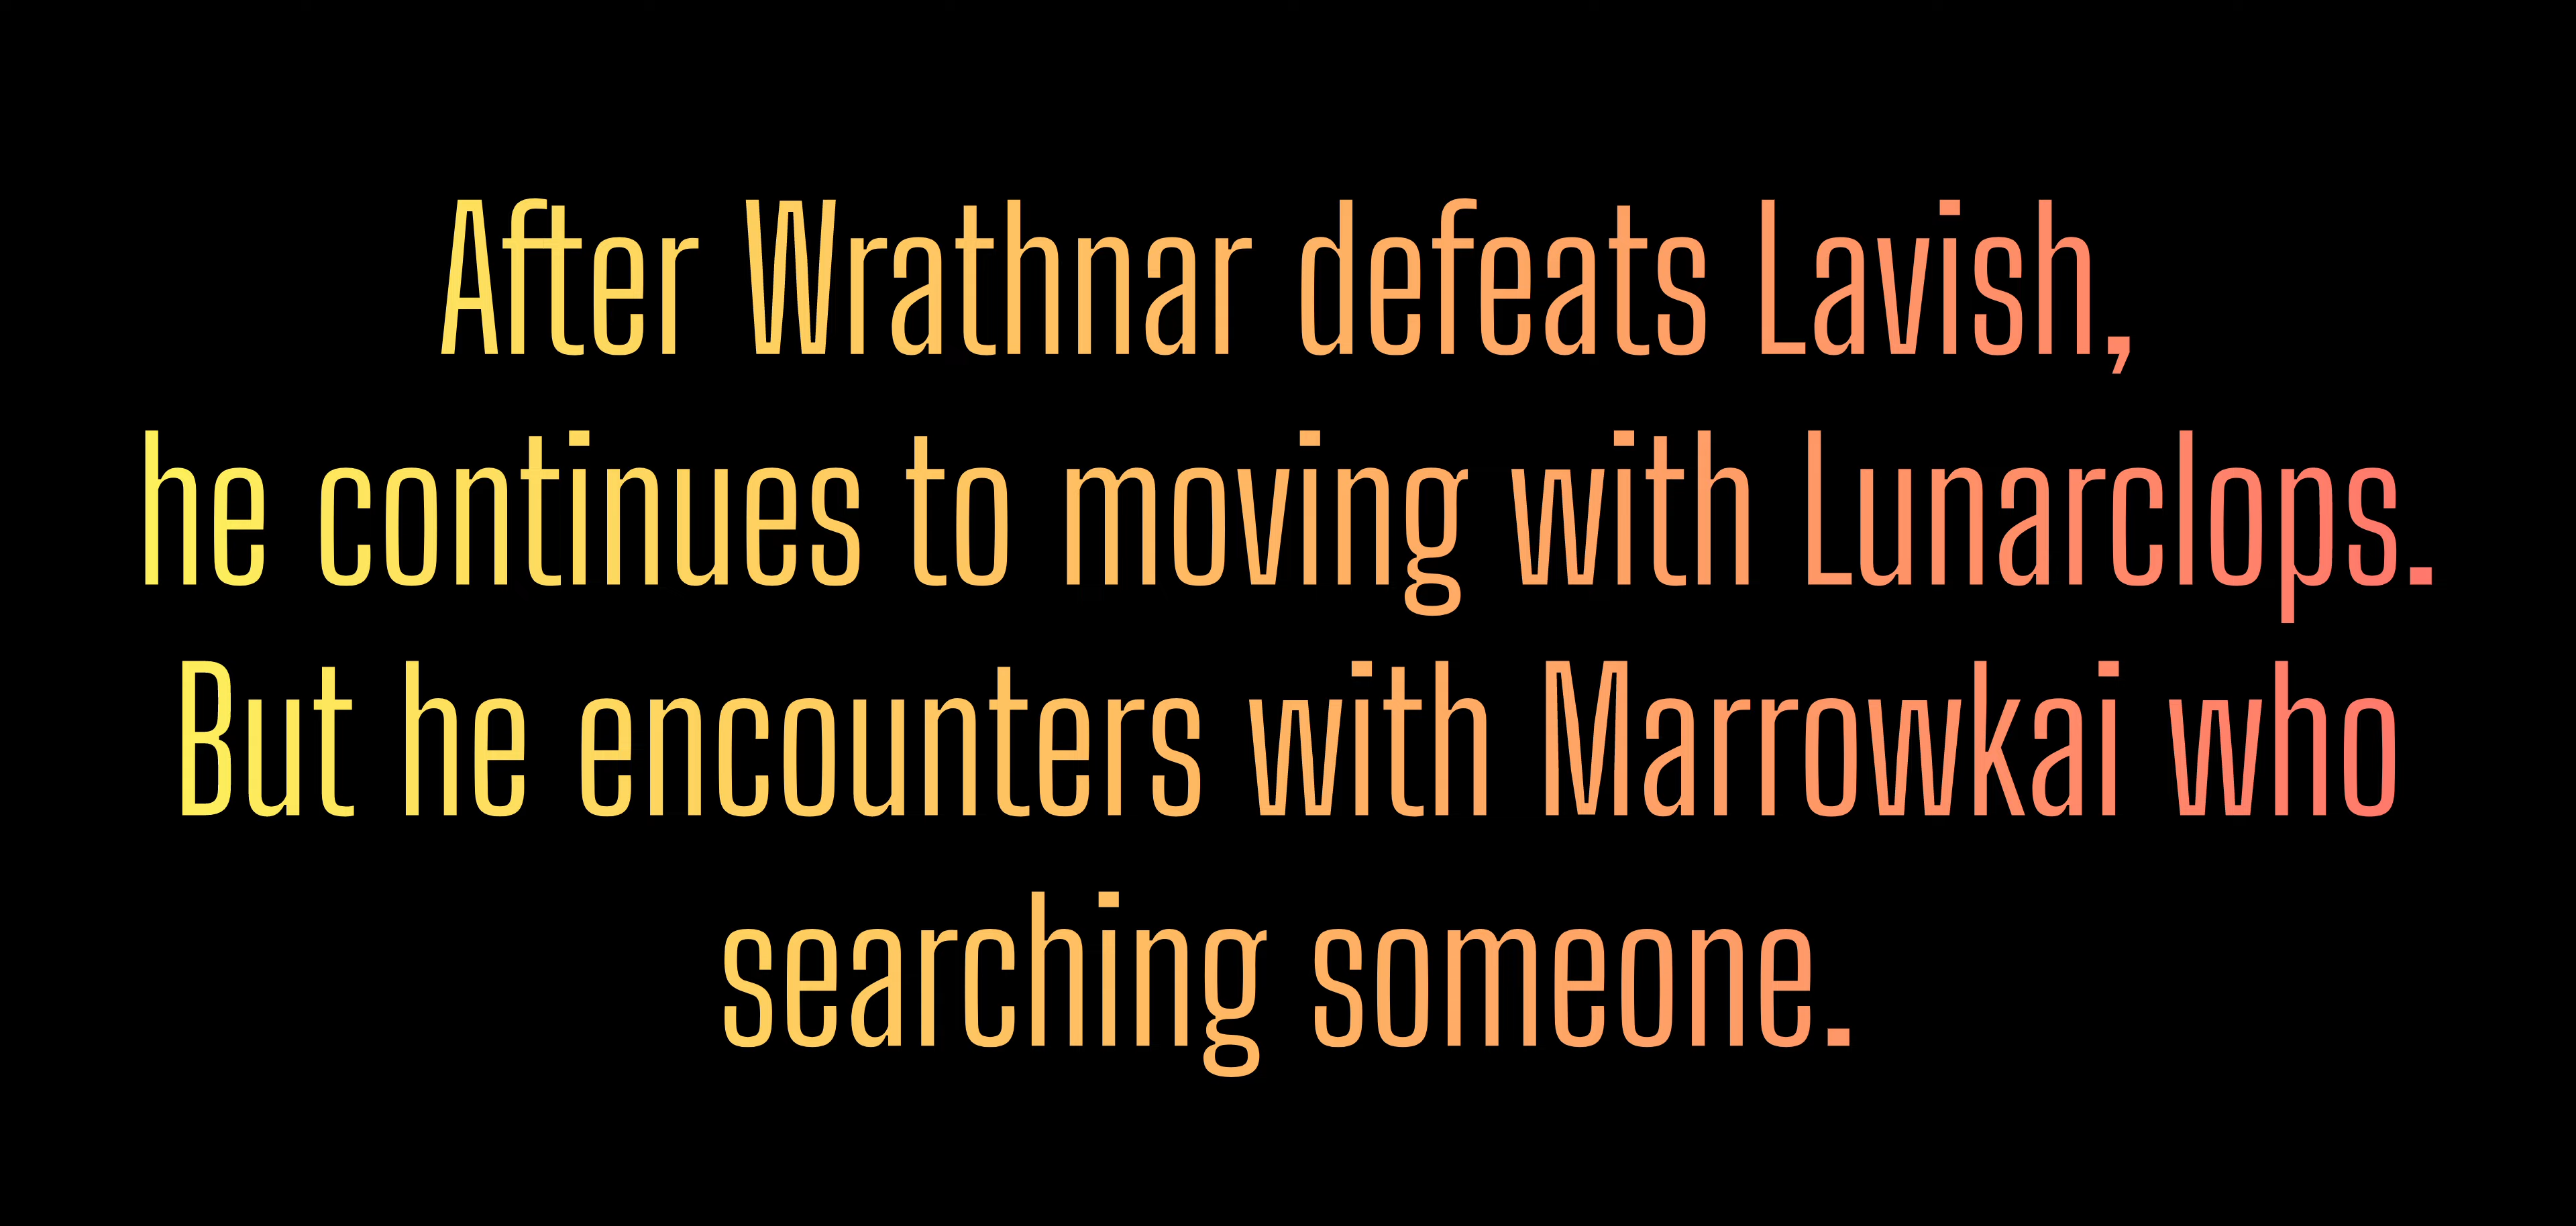 After Wrathnar defeats Lavish,
he continues to moving with Lunarclops.
But he encounters with Marrowkai who
searching someone.